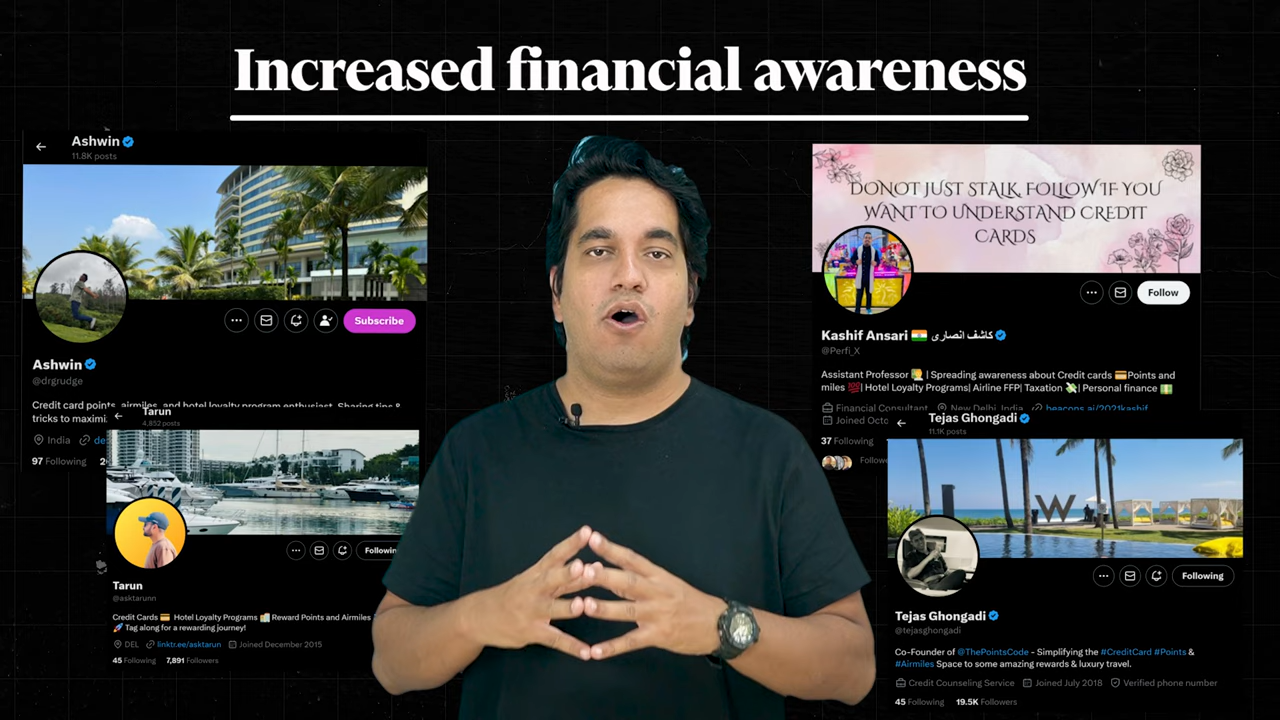 Increased financial awareness
Ashwin
11.8K posts
Subscribe
Ashwin
@drgrudge
Credit card points, airmiles, and hotel loyalty program enthusiast. Sharing tips &
tricks to maximi
India de
97 Following 2
Tarun
4,852 posts
Followin
Tarun
@asktarunn
Credit Cards 💳 Hotel Loyalty Programs 🏨 Reward Points and Airmiles
🚀 Tag along for a rewarding journey!
DEL linktr.ee/asktarun Joined December 2015
45 Following 7,891 Followers
DONOT JUST STALK, FOLLOW IF YOU
WANT TO UNDERSTAND CREDIT
CARDS
Follow
Kashif Ansari 🇮🇳 كاشف انصارى
@Perfi_X
Assistant Professor 👨‍🏫 | Spreading awareness about Credit cards 💳Points and
miles 💯| Hotel Loyalty Programs| Airline FFP| Taxation 💸| Personal finance 💵
Financial Consultant New Delhi, India beacons.ai/2021kashif
Joined Octo
37 Following
Follow
Tejas Ghongadi
11.1K posts
W
Following
Tejas Ghongadi
@tejasghongadi
Co-Founder of @ThePointsCode - Simplifying the #CreditCard #Points &
#Airmiles Space to some amazing rewards & luxury travel.
Credit Counseling Service Joined July 2018 Verified phone number
45 Following 19.5K Followers